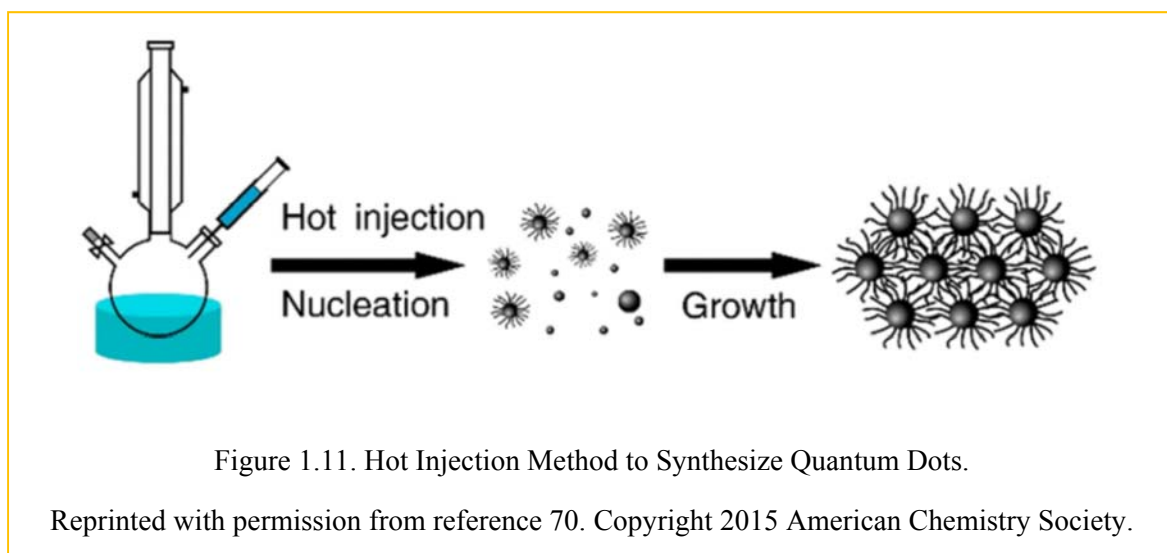 Hot injection
Nucleation
Growth
Figure 1.11. Hot Injection Method to Synthesize Quantum Dots.
Reprinted with permission from reference 70. Copyright 2015 American Chemistry Society.